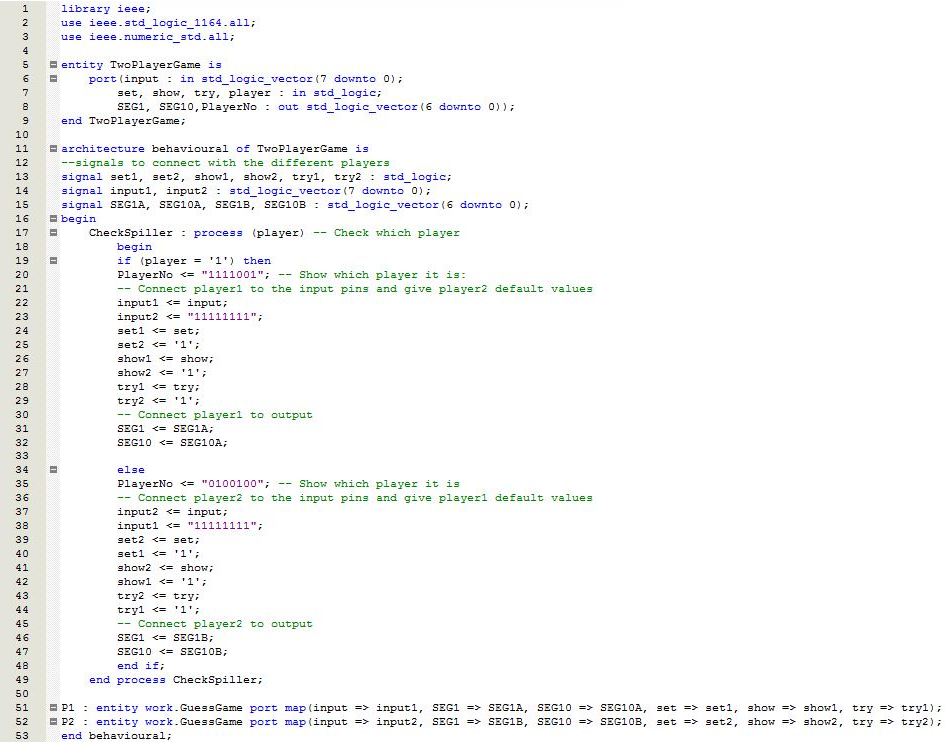 1 library ieee;
2 use ieee.std_logic_1164.all;
3 use ieee.numeric_std.all;
4
5 entity TwoPlayerGame is
6 port(input : in std_logic_vector(7 downto 0);
7 set, show, try, player : in std_logic;
8 SEG1, SEG10,PlayerNo : out std_logic_vector(6 downto 0));
9 end TwoPlayerGame;
10
11 architecture behavioural of TwoPlayerGame is
12 --signals to connect with the different players
13 signal set1, set2, show1, show2, try1, try2 : std_logic;
14 signal input1, input2 : std_logic_vector(7 downto 0);
15 signal SEG1A, SEG10A, SEG1B, SEG10B : std_logic_vector(6 downto 0);
16 begin
17 CheckSpiller : process (player) -- Check which player
18 begin
19 if (player = '1') then
20 PlayerNo <= "1111001"; -- Show which player it is:
21 -- Connect player1 to the input pins and give player2 default values
22 input1 <= input;
23 input2 <= "11111111";
24 set1 <= set;
25 set2 <= '1';
26 show1 <= show;
27 show2 <= '1';
28 try1 <= try;
29 try2 <= '1';
30 -- Connect player1 to output
31 SEG1 <= SEG1A;
32 SEG10 <= SEG10A;
33
34 else
35 PlayerNo <= "0100100"; -- Show which player it is
36 -- Connect player2 to the input pins and give player1 default values
37 input2 <= input;
38 input1 <= "11111111";
39 set2 <= set;
40 set1 <= '1';
41 show2 <= show;
42 show1 <= '1';
43 try2 <= try;
44 try1 <= '1';
45 -- Connect player2 to output
46 SEG1 <= SEG1B;
47 SEG10 <= SEG10B;
48 end if;
49 end process CheckSpiller;
50
51 P1 : entity work.GuessGame port map(input => input1, SEG1 => SEG1A, SEG10 => SEG10A, set => set1, show => show1, try => try1);
52 P2 : entity work.GuessGame port map(input => input2, SEG1 => SEG1B, SEG10 => SEG10B, set => set2, show => show2, try => try2);
53 end behavioural;